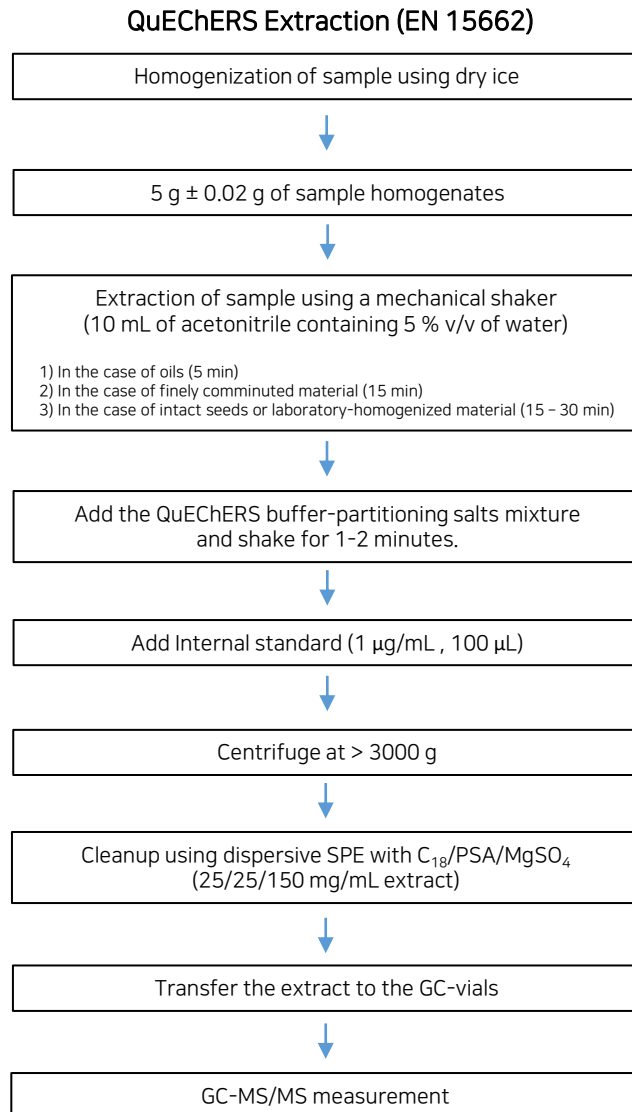 QuEChERS Extraction (EN 15662)
Homogenization of sample using dry ice
5 g ± 0.02 g of sample homogenates
Extraction of sample using a mechanical shaker
(10 mL of acetonitrile containing 5 % v/v of water)
1) In the case of oils (5 min)
2) In the case of finely comminuted material (15 min)
3) In the case of intact seeds or laboratory-homogenized material (15 – 30 min)
Add the QuEChERS buffer-partitioning salts mixture
and shake for 1-2 minutes.
Add Internal standard (1 μg/mL , 100 μL)
Centrifuge at > 3000 g
Cleanup using dispersive SPE with C₁₈/PSA/MgSO₄
(25/25/150 mg/mL extract)
Transfer the extract to the GC-vials
GC-MS/MS measurement